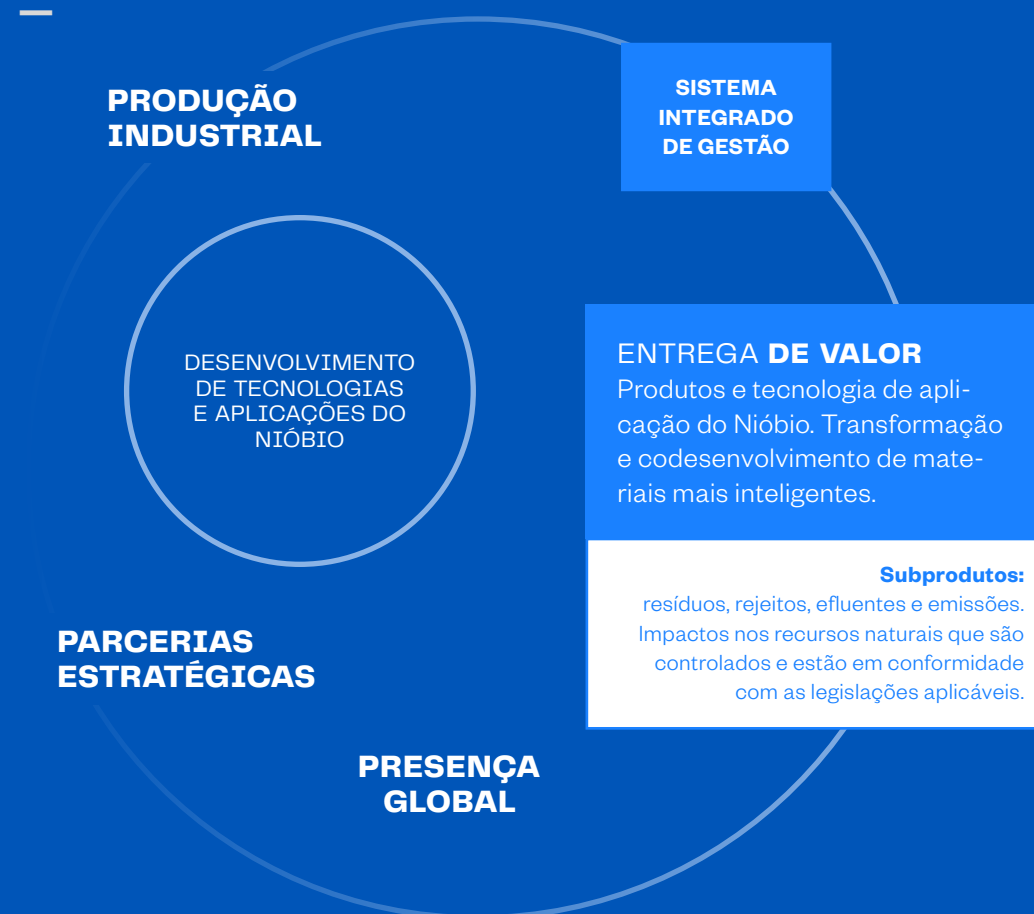 PRODUÇÃO
INDUSTRIAL
SISTEMA
INTEGRADO
DE GESTÃO
DESENVOLVIMENTO
DE TECNOLOGIAS
E APLICAÇÕES DO
NIÓBIO
ENTREGA DE VALOR
Produtos e tecnologia de apli-
cação do Nióbio. Transformação
e codesenvolvimento de mate-
riais mais inteligentes.
Subprodutos:
resíduos, rejeitos, efluentes e emissões.
Impactos nos recursos naturais que são
controlados e estão em conformidade
com as legislações aplicáveis.
PARCERIAS
ESTRATÉGICAS
PRESENÇA
GLOBAL